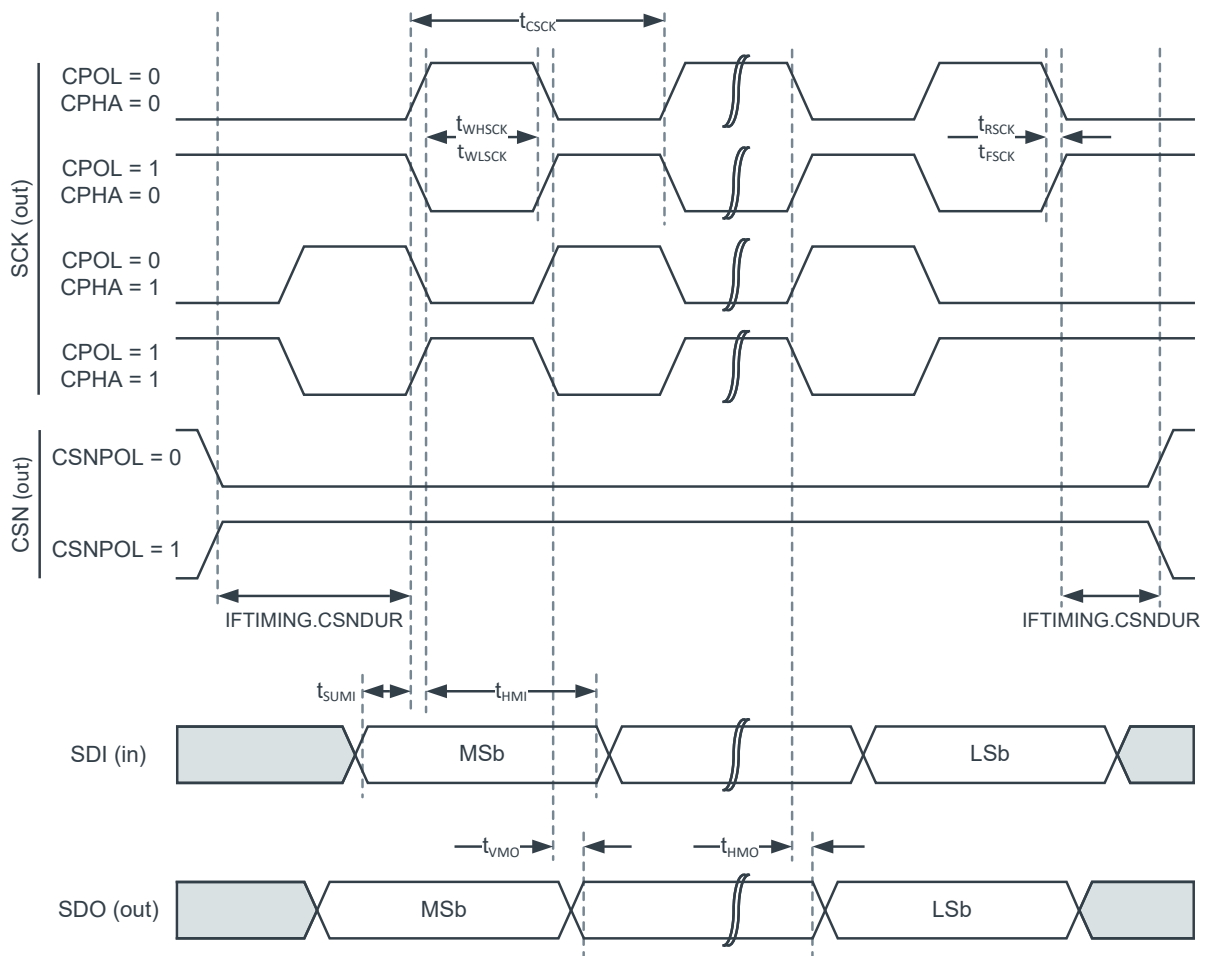 tCSCK
CPOL = 0
CPHA = 0
tWHSCK
tWLSCK
tRSCK
tFSCK
CPOL = 1
CPHA = 0
SCK (out)
CPOL = 0
CPHA = 1
CPOL = 1
CPHA = 1
CSN (out)
CSNPOL = 0
CSNPOL = 1
IFTIMING.CSNDUR
IFTIMING.CSNDUR
tSUMI
tHMI
SDI (in)
MSb
LSb
tVMO
tHMO
SDO (out)
MSb
LSb